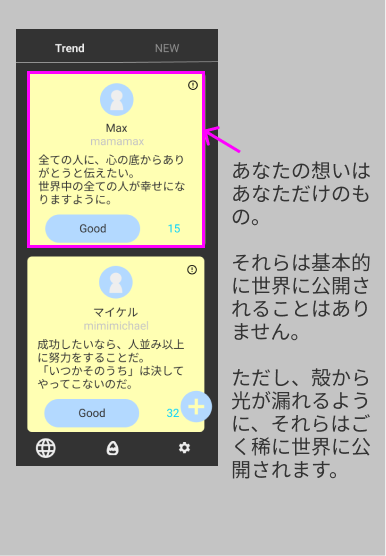 Trend NEW
Max
mamamax
全ての人に、心の底からあり
がとうと伝えたい。
世界中の全ての人が幸せにな
りますように。
Good 15
マイケル
mimimichael
成功したいなら、人並み以上
に努力をすることだ。
「いつかそのうち」は決して
やってこないのだ。
Good 32
あなたの想いは
あなただけのも
の。
それらは基本的
に世界に公開さ
れることはあり
ません。
ただし、殻から
光が漏れるよう
に、それらはご
く稀に世界に公
開されます。